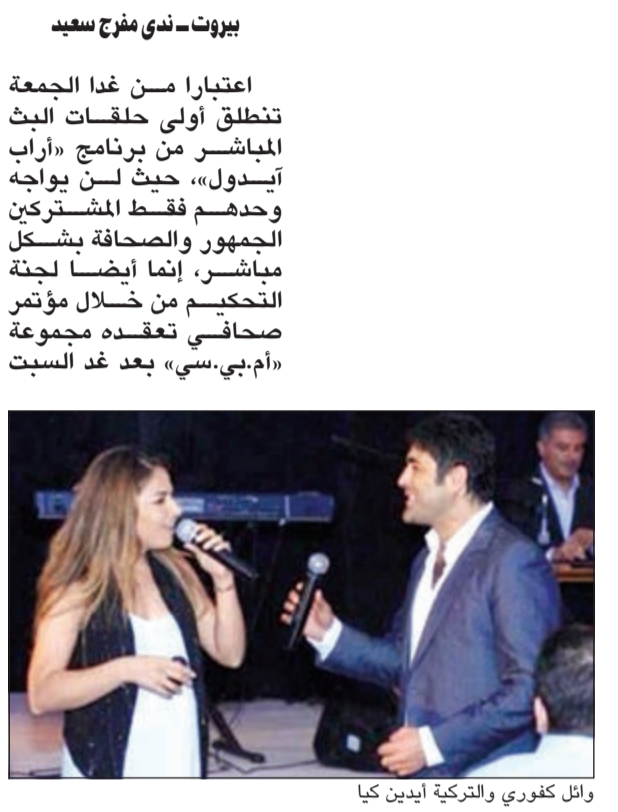 بيروت ـ ندى مفرج سعيد
اعتبارا من غدا الجمعة
تنطلق أولى حلقات البث
المباشر من برنامج «أراب
آيدول»، حيث لن يواجه
وحدهم فقط المشتركين
الجمهور والصحافة بشكل
مباشر، إنما أيضا لجنة
التحكيم من خلال مؤتمر
صحافي تعقده مجموعة
«أم.بي.سي» بعد غد السبت
وائل كفوري والتركية أيدين كيا